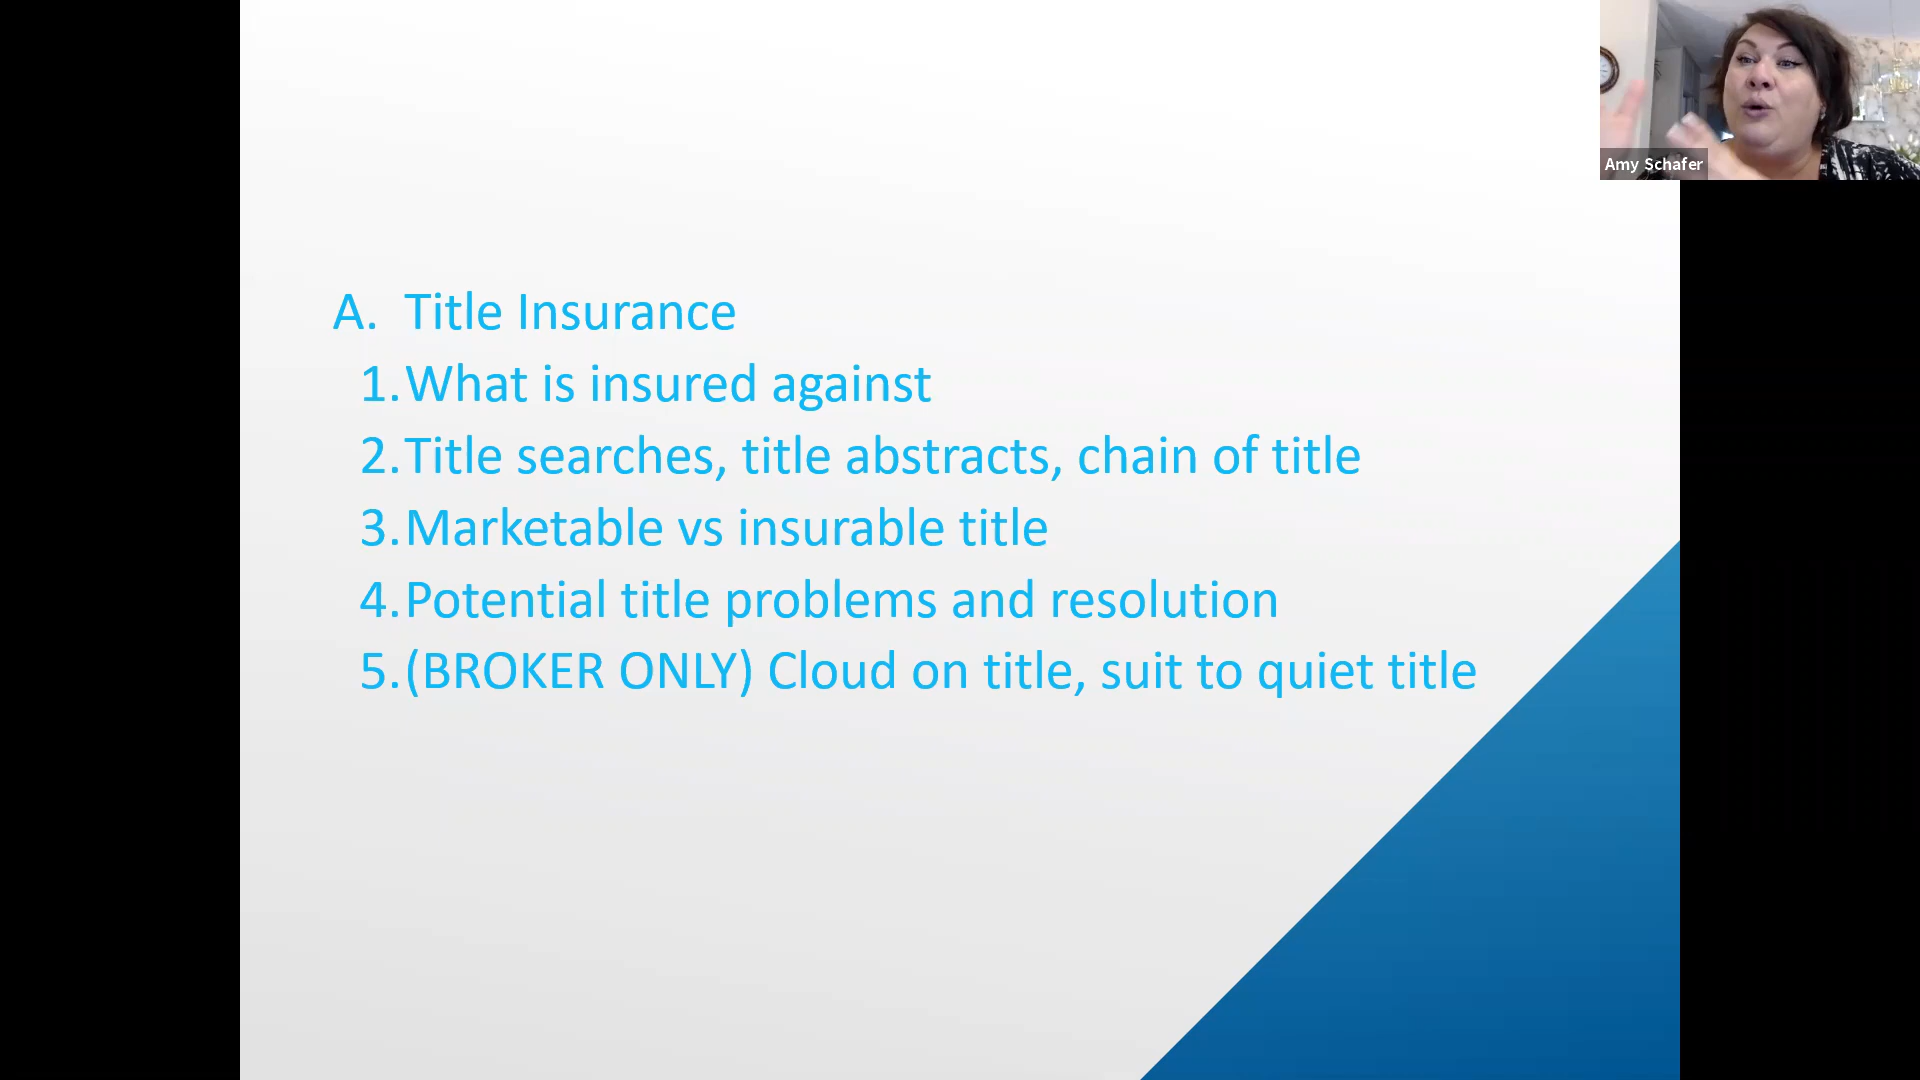 Amy Schafer
A. Title Insurance
1. What is insured against
2. Title searches, title abstracts, chain of title
3. Marketable vs insurable title
4. Potential title problems and resolution
5. (BROKER ONLY) Cloud on title, suit to quiet title